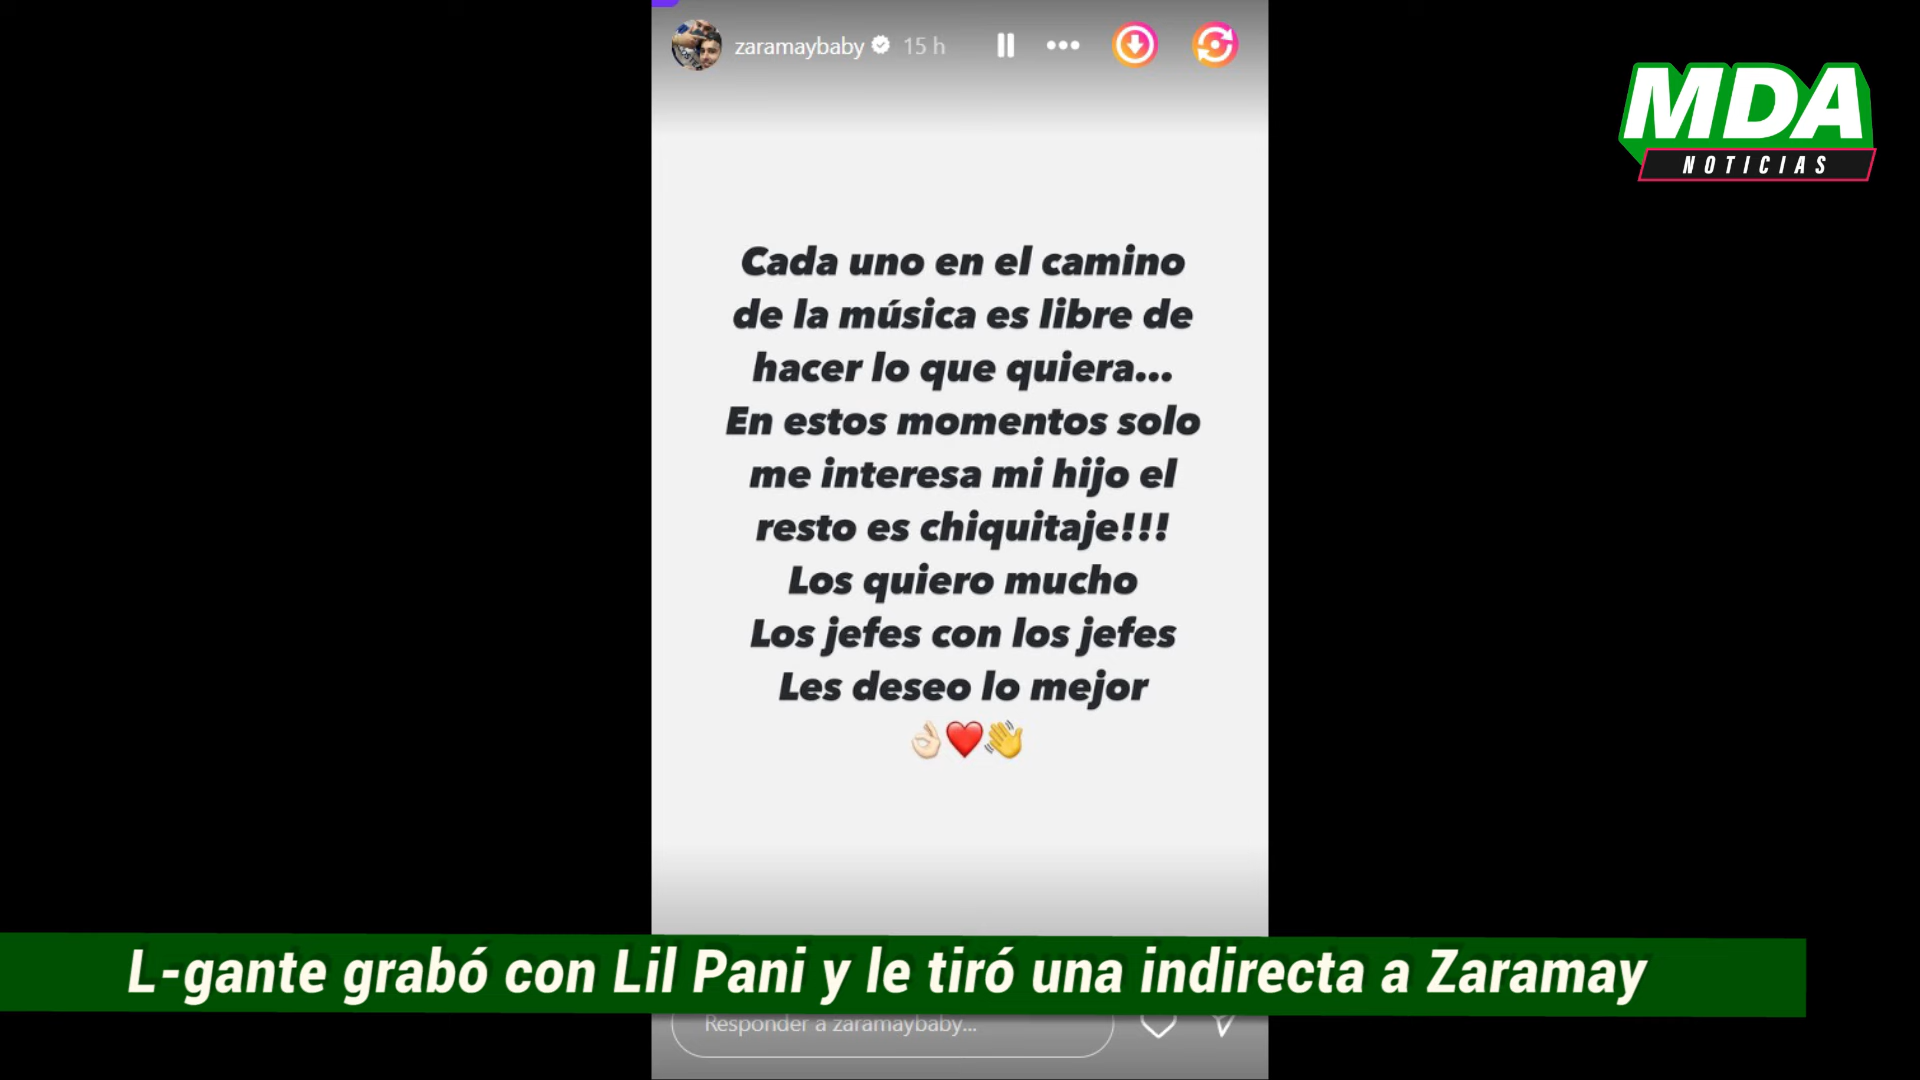 zaramaybaby 15 h
MDA
NOTICIAS
Cada uno en el camino
de la música es libre de
hacer lo que quiera...
En estos momentos solo
me interesa mi hijo el
resto es chiquitaje!!!
Los quiero mucho
Los jefes con los jefes
Les deseo lo mejor
👌🏻❤️👋
L-gante grabó con Lil Pani y le tiró una indirecta a Zaramay
Responder a zaramaybaby...